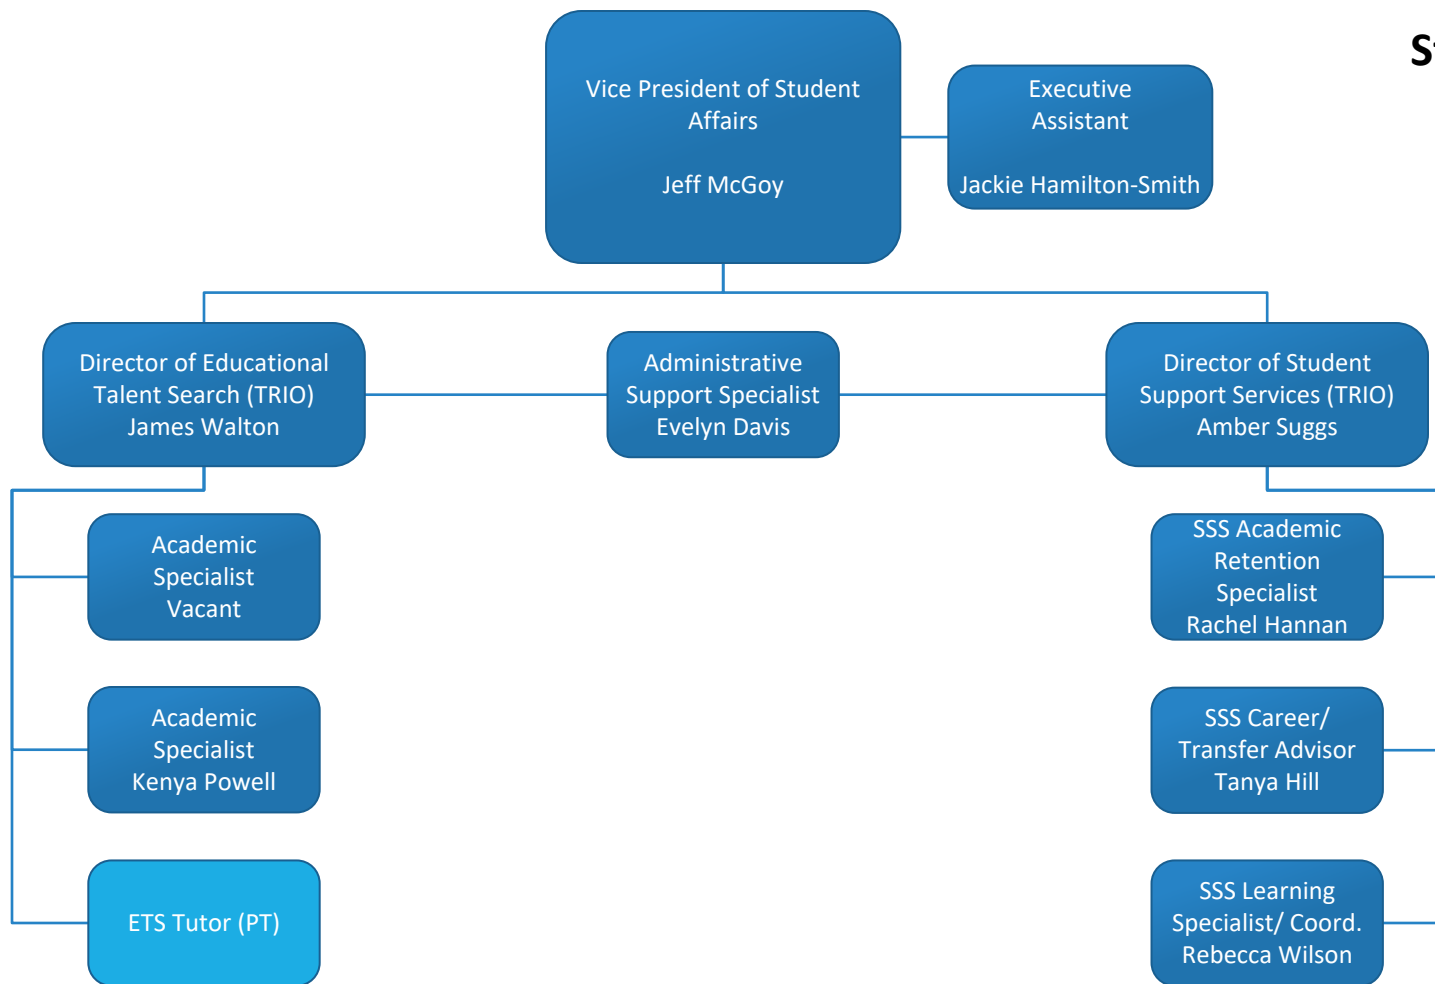 St
Vice President of Student
Affairs
Jeff McGoy
Executive
Assistant
Jackie Hamilton-Smith
Director of Educational
Talent Search (TRIO)
James Walton
Administrative
Support Specialist
Evelyn Davis
Director of Student
Support Services (TRIO)
Amber Suggs
Academic
Specialist
Vacant
SSS Academic
Retention
Specialist
Rachel Hannan
Academic
Specialist
Kenya Powell
SSS Career/
Transfer Advisor
Tanya Hill
ETS Tutor (PT)
SSS Learning
Specialist/ Coord.
Rebecca Wilson